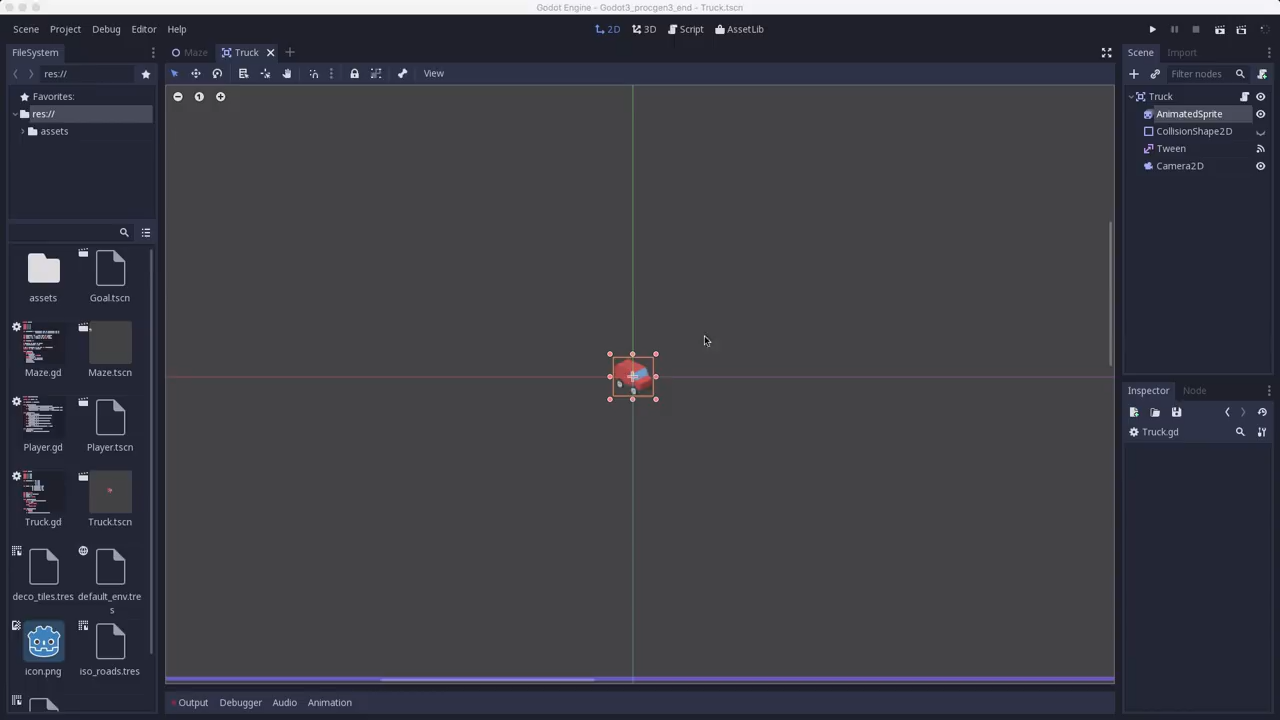 Godot Engine - Godot3_procgen3_end - Truck.tscn
Scene Project Debug Editor Help
2D 3D Script AssetLib
FileSystem
Maze Truck
Scene Import
res://
View
Filter nodes
Favorites:
res://
assets
Truck
AnimatedSprite
CollisionShape2D
Tween
Camera2D
assets Goal.tscn
Maze.gd Maze.tscn
Player.gd Player.tscn
Truck.gd Truck.tscn
deco_tiles.tres default_env.tre
s
icon.png iso_roads.tres
Inspector Node
Truck.gd
Output Debugger Audio Animation